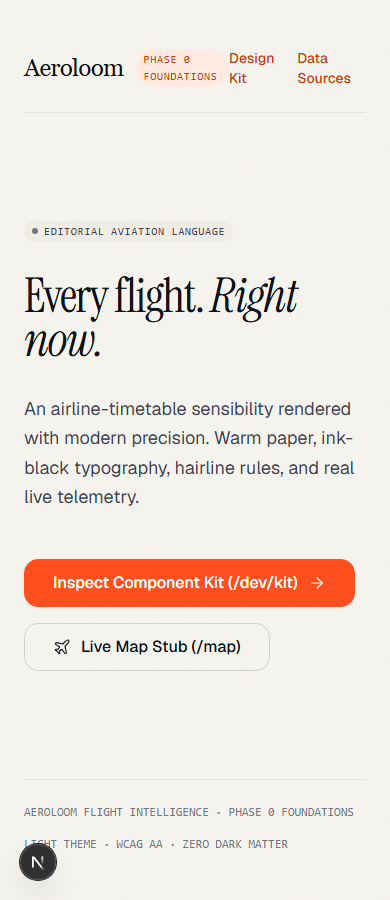 Aeroloom
PHASE 0
FOUNDATIONS
Design
Kit
Data
Sources
EDITORIAL AVIATION LANGUAGE
Every flight. Right
now.
An airline-timetable sensibility rendered
with modern precision. Warm paper, ink-
black typography, hairline rules, and real
live telemetry.
Inspect Component Kit (/dev/kit) →
Live Map Stub (/map)
AEROLOOM FLIGHT INTELLIGENCE · PHASE 0 FOUNDATIONS
LIGHT THEME · WCAG AA · ZERO DARK MATTER
N